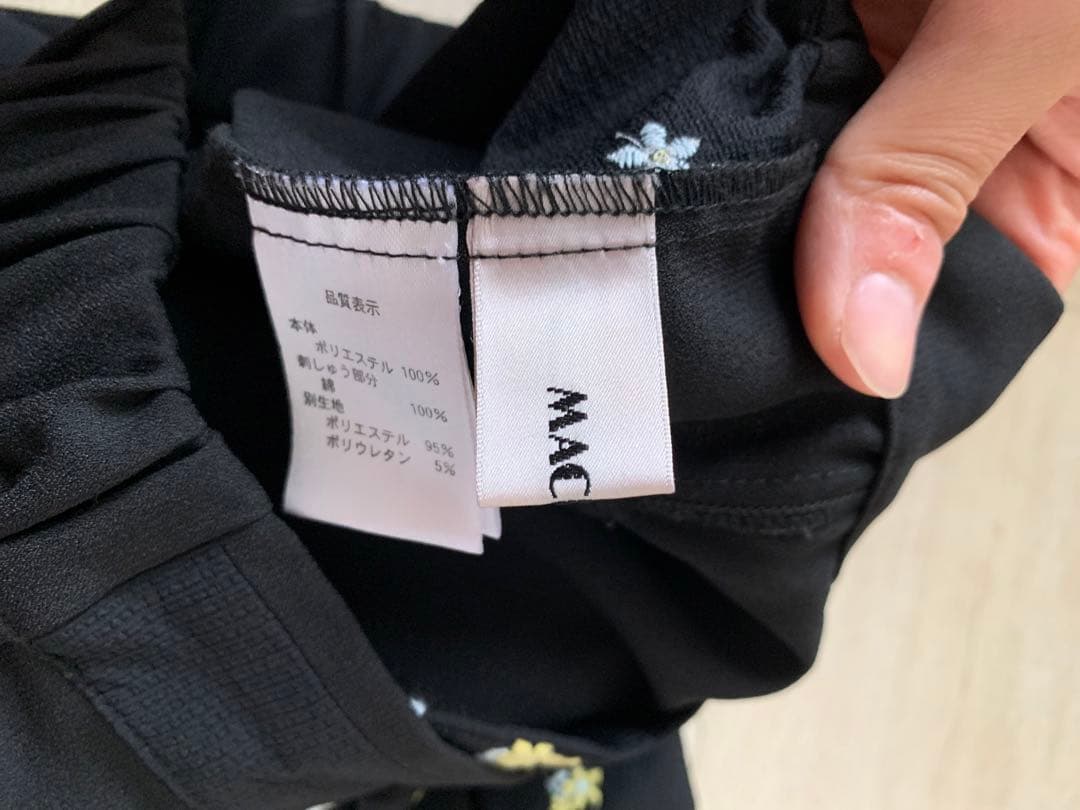 品質表示
本体
ポリエステル 100%
刺しゅう部分
綿 100%
別生地
ポリエステル 95%
ポリウレタン 5%
MAC